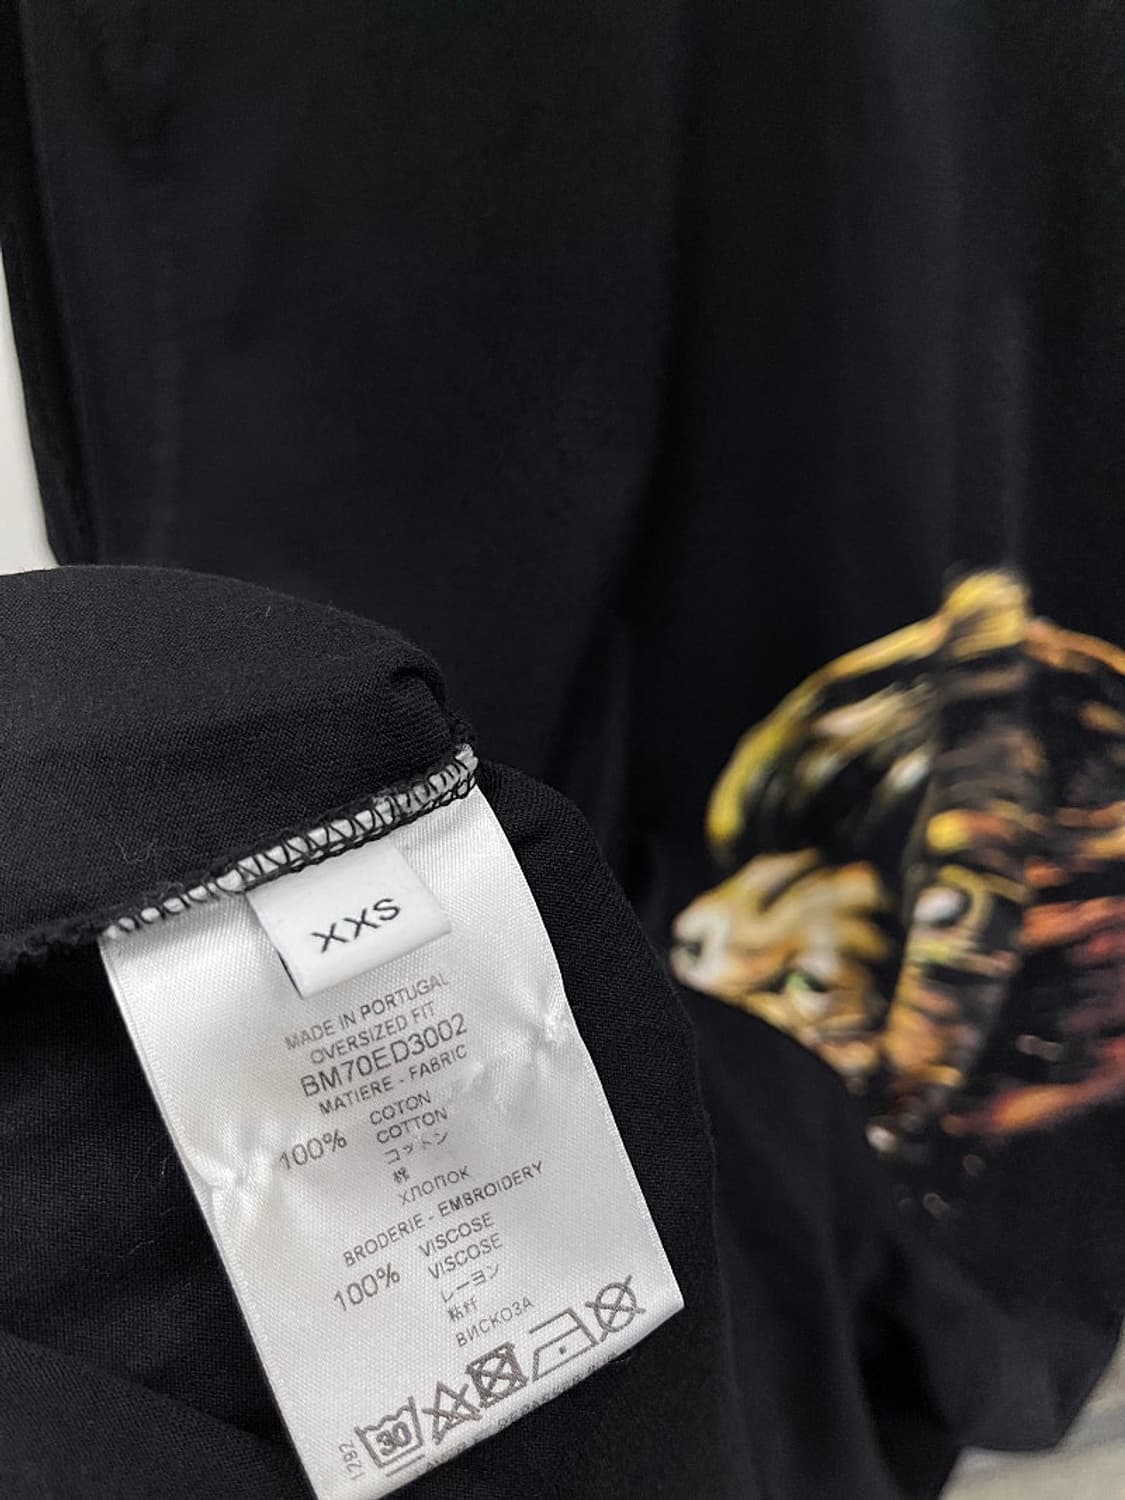 XXS
MADE IN PORTUGAL
OVERSIZED FIT
BM70ED3002
MATIERE - FABRIC
COTON
100% COTTON
コットン
棉
ХЛОПОК
BRODERIE - EMBROIDERY
VISCOSE
100% VISCOSE
レーヨン
粘纤
ВИСКОЗА
30
1292